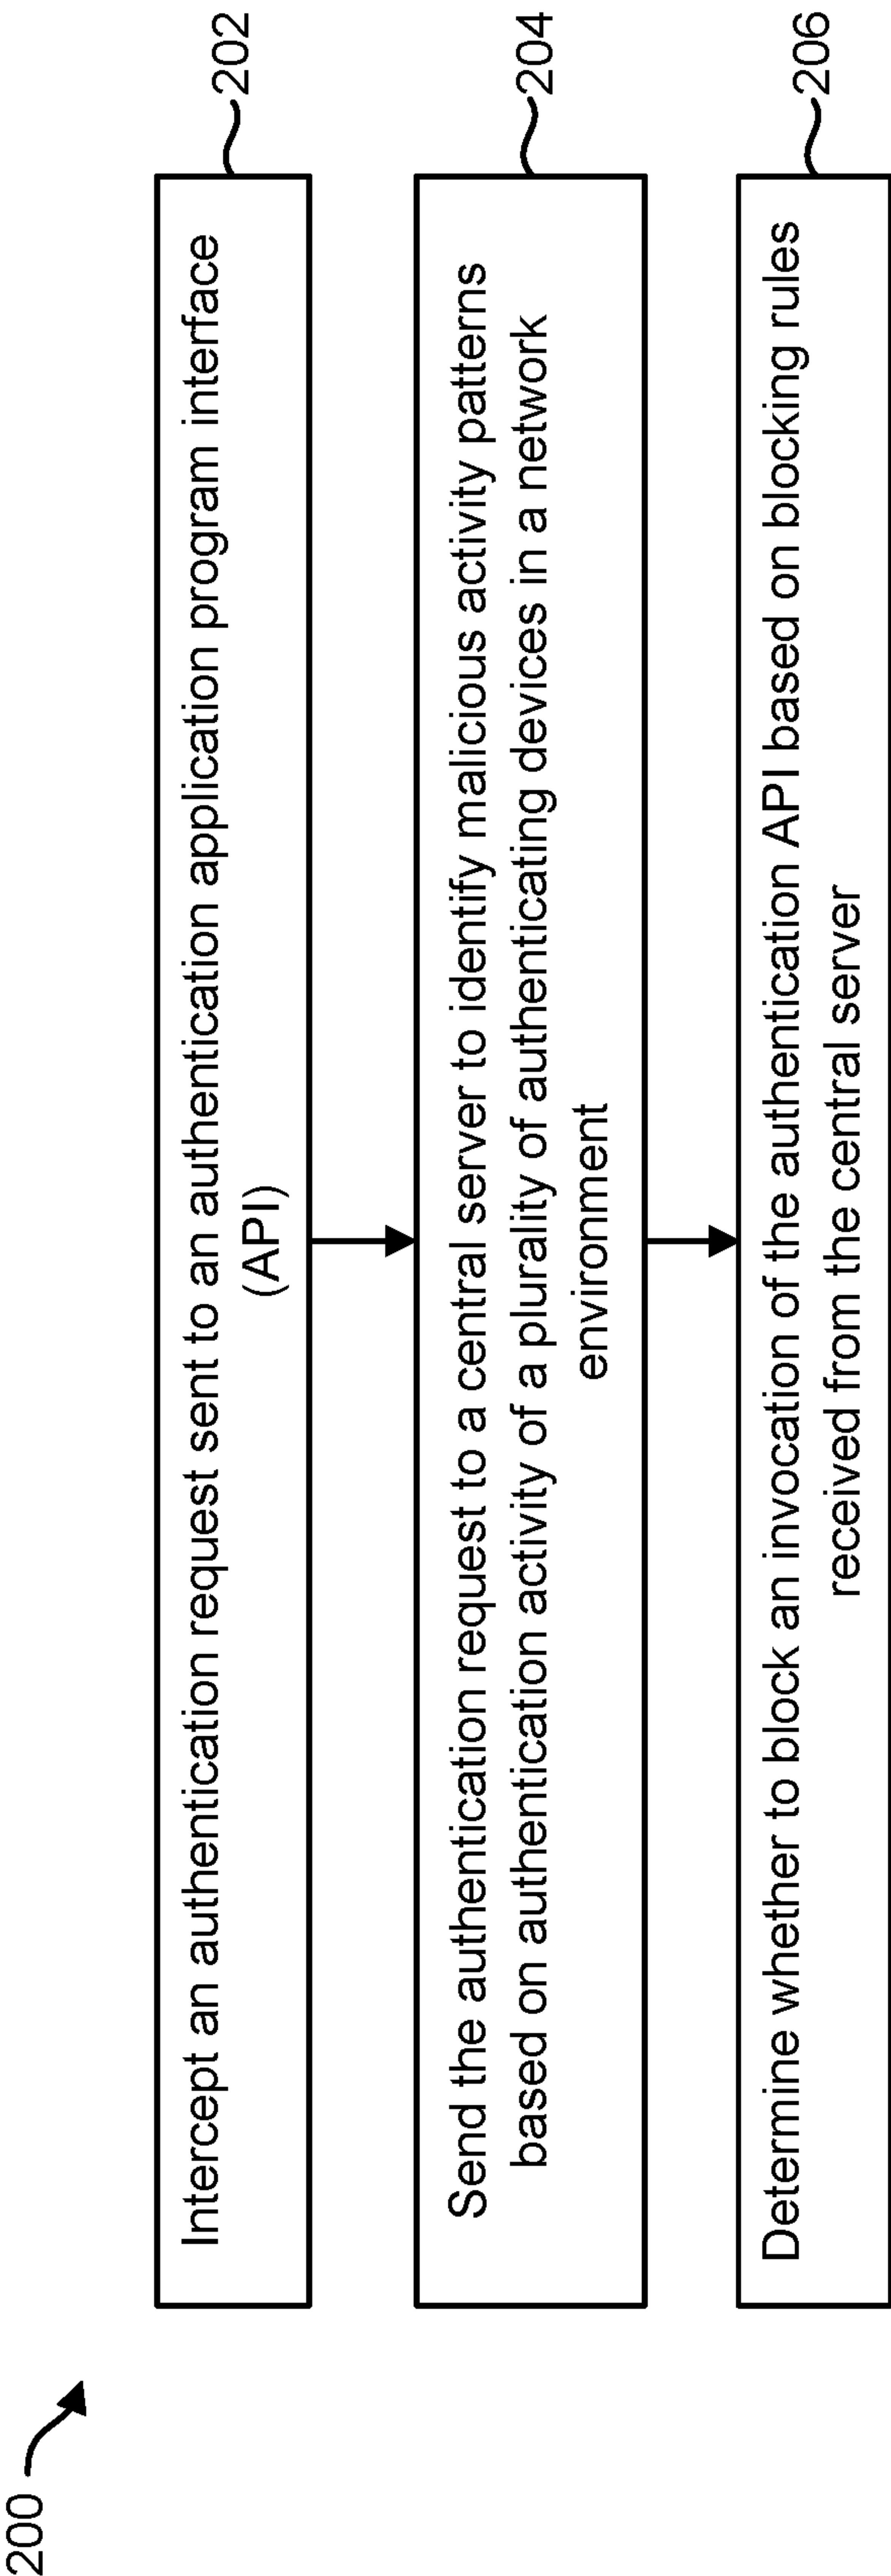 200
Intercept an authentication request sent to an authentication application program interface
(API)
202
Send the authentication request to a central server to identify malicious activity patterns
based on authentication activity of a plurality of authenticating devices in a network
environment
204
Determine whether to block an invocation of the authentication API based on blocking rules
received from the central server
206